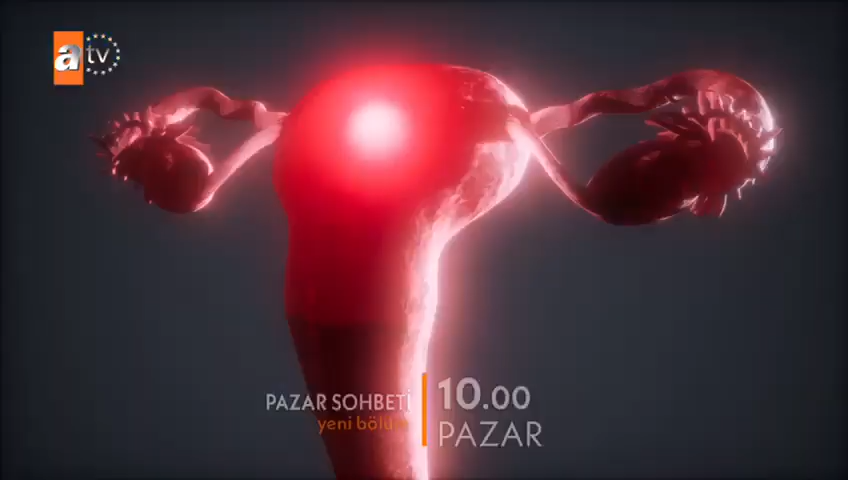 atv
PAZAR SOHBETİ
yeni bölüm
10.00
PAZAR